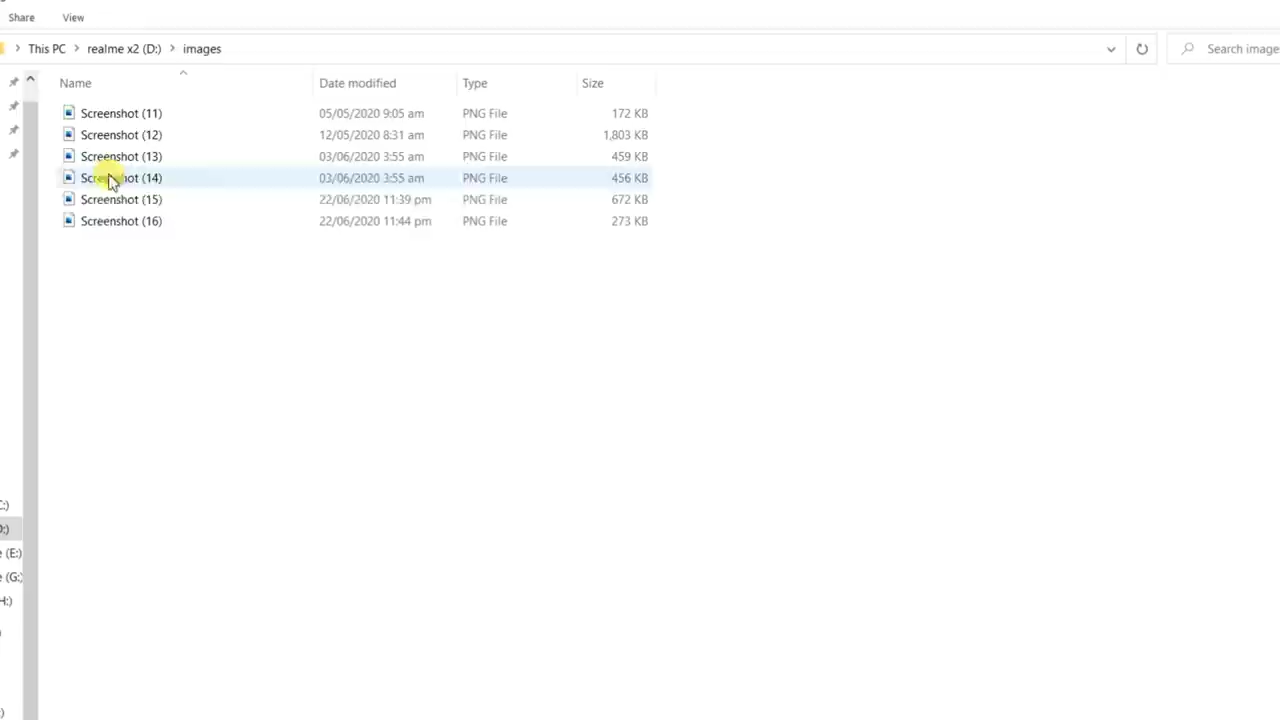 Share View
This PC > realme x2 (D:) > images Search image
Name Date modified Type Size
Screenshot (11) 05/05/2020 9:05 am PNG File 172 KB
Screenshot (12) 12/05/2020 8:31 am PNG File 1,803 KB
Screenshot (13) 03/06/2020 3:55 am PNG File 459 KB
Screenshot (14) 03/06/2020 3:55 am PNG File 456 KB
Screenshot (15) 22/06/2020 11:39 pm PNG File 672 KB
Screenshot (16) 22/06/2020 11:44 pm PNG File 273 KB
C:)
D:)
e (E:)
e (G:)
H:)